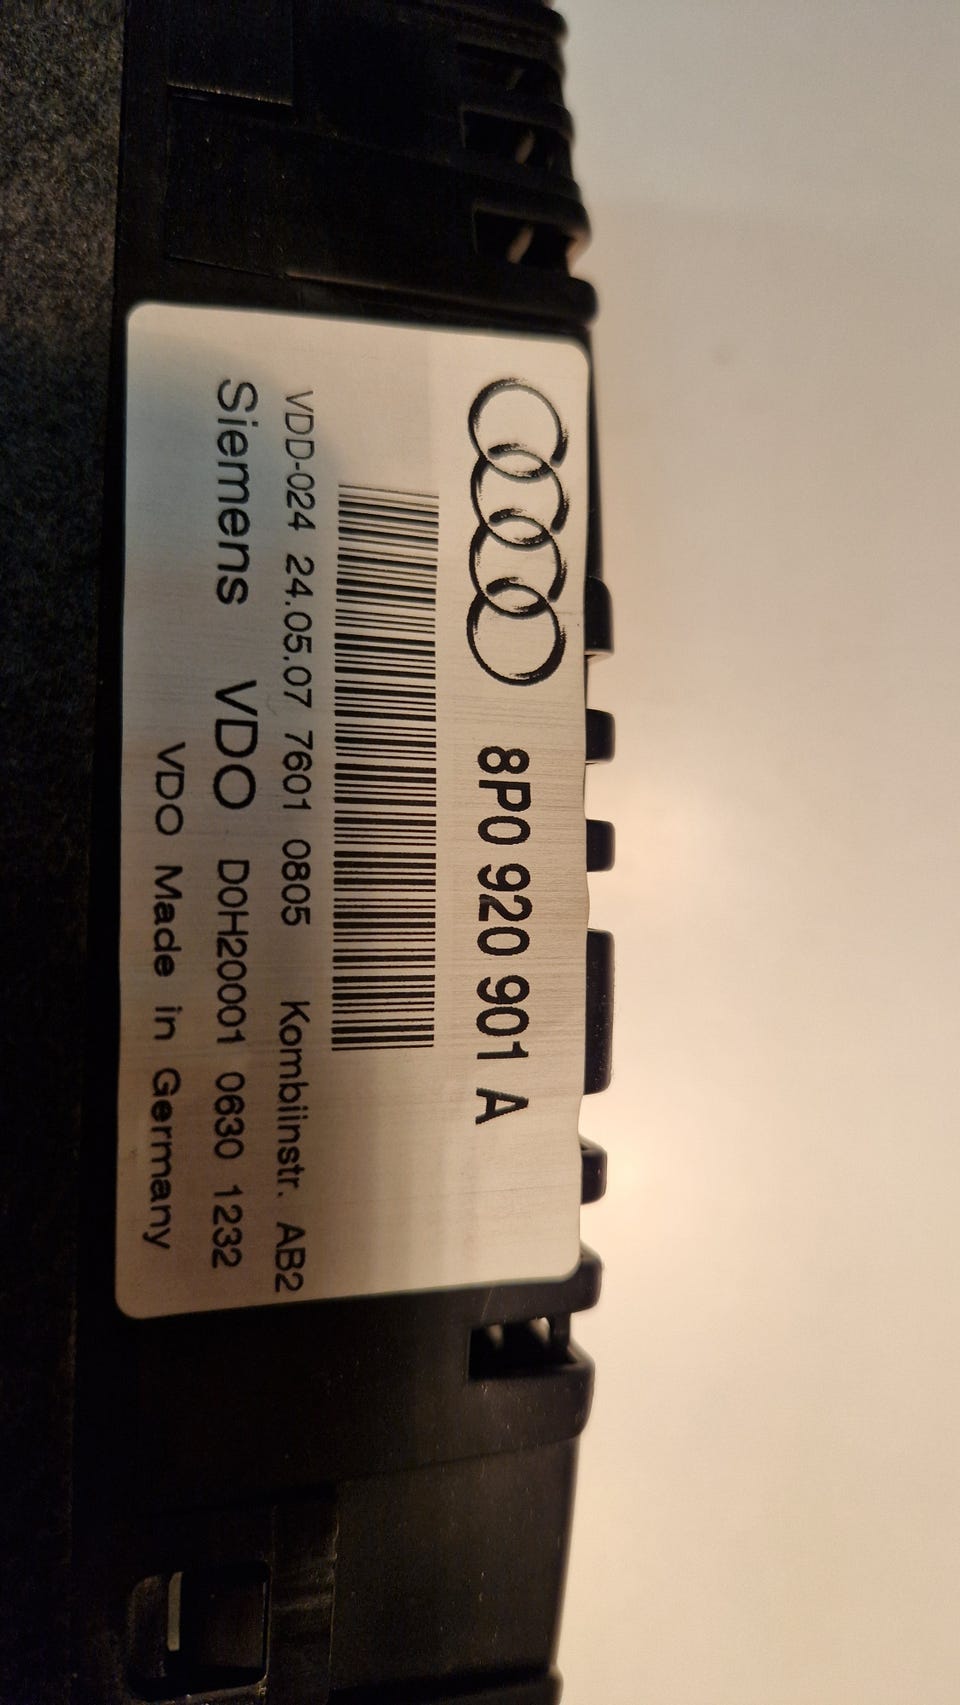 8P0 920 901 A
VDD-024 24.05.07 7601 0805 Kombiinstr. AB2
Siemens VDO D0H20001 0630 1232
VDO Made in Germany